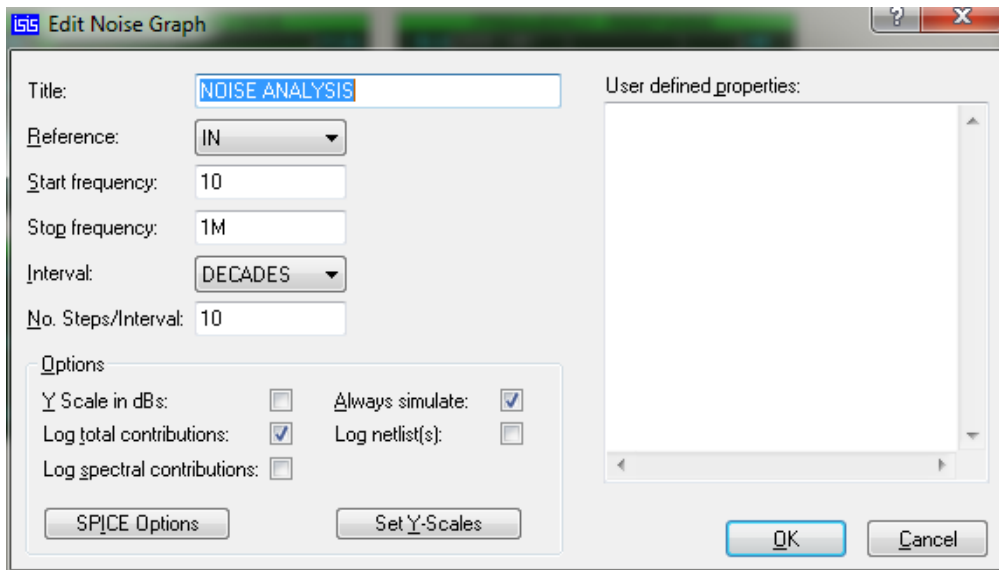 isis Edit Noise Graph
?
X
Title: NOISE ANALYSIS
Reference: IN
Start frequency: 10
Stop frequency: 1M
Interval: DECADES
No. Steps/Interval: 10
User defined properties:
Options
Y Scale in dBs:
Always simulate:
Log total contributions:
Log netlist(s):
Log spectral contributions:
SPICE Options
Set Y-Scales
OK
Cancel